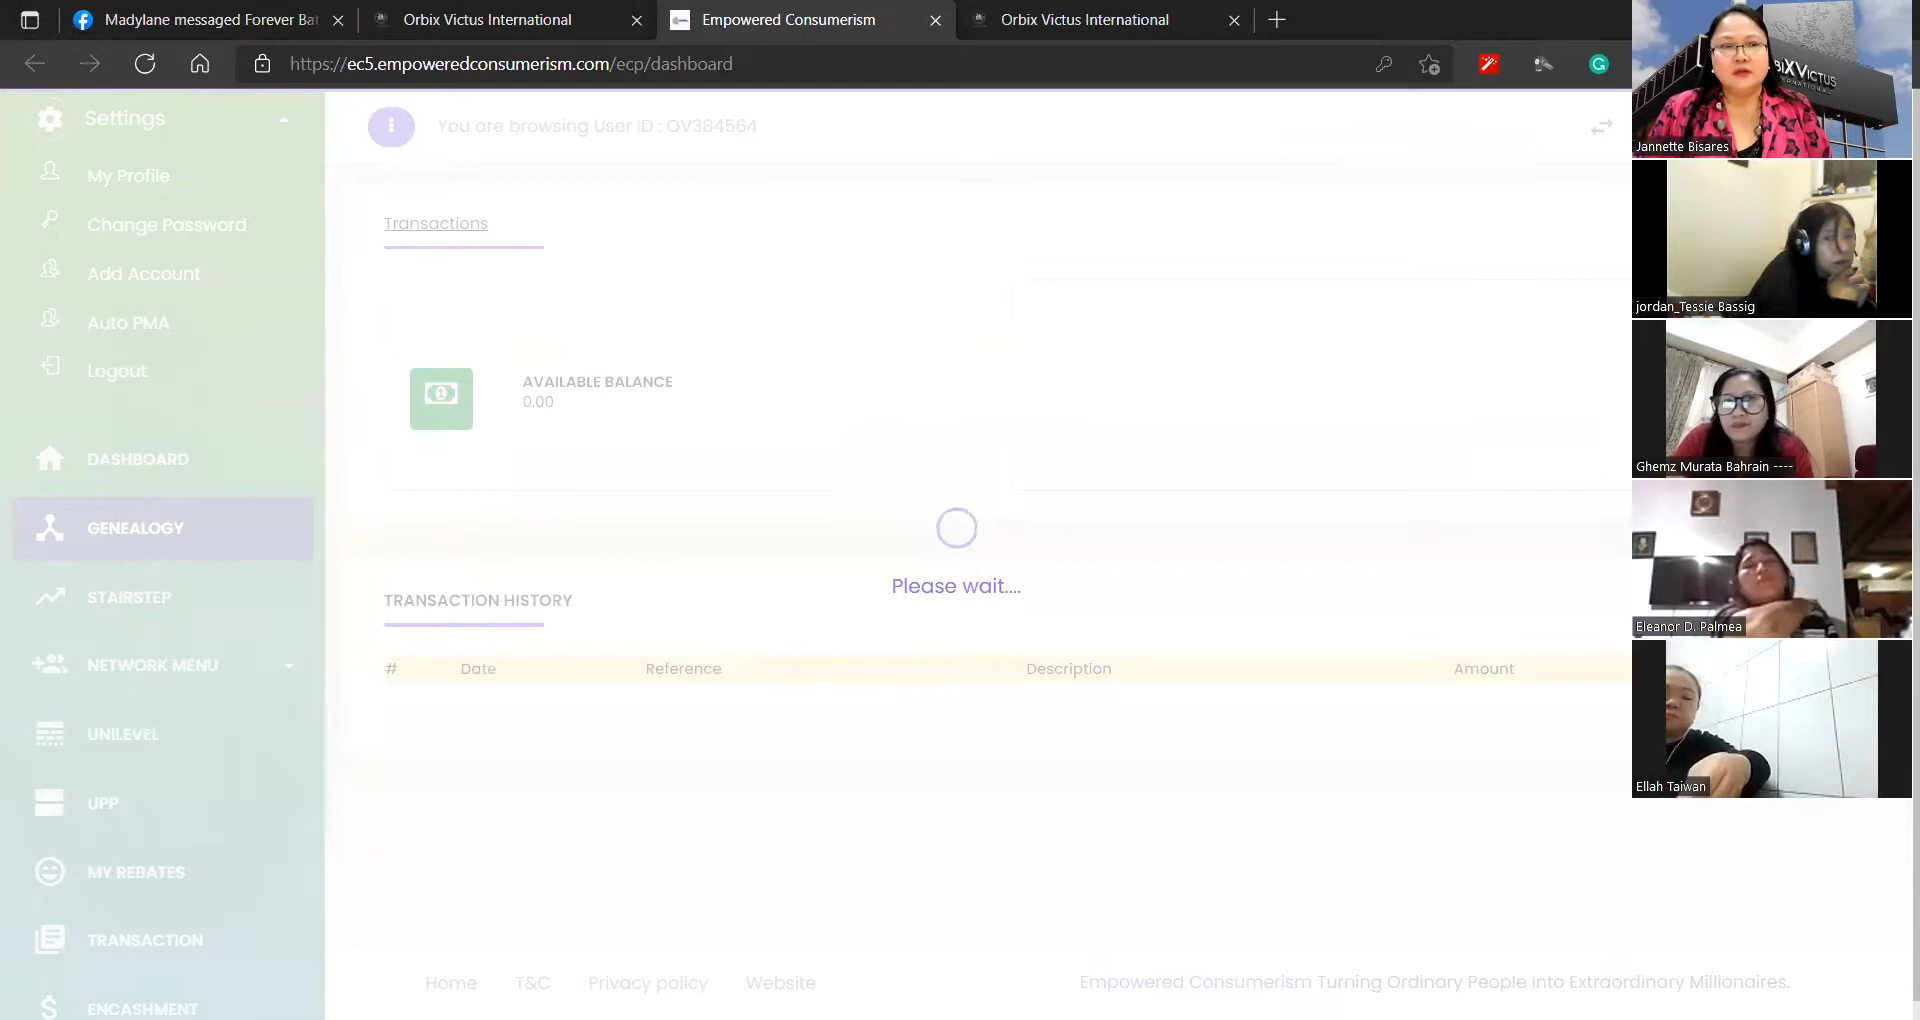 Madylane messaged Forever Bat
Orbix Victus International
Empowered Consumerism
Orbix Victus International
https://ec5.empoweredconsumerism.com/ecp/dashboard
Settings
My Profile
Change Password
Add Account
Auto PMA
Logout
DASHBOARD
GENEALOGY
STAIRSTEP
NETWORK MENU
UNILEVEL
UPP
MY REBATES
TRANSACTION
ENCASHMENT
You are browsing User ID : OV384564
Transactions
AVAILABLE BALANCE
0.00
Please wait....
TRANSACTION HISTORY
# Date Reference Description Amount
Home T&C Privacy policy Website
Empowered Consumerism Turning Ordinary People into Extraordinary Millionaires.
Jannette Bisares
jordan_Tessie Bassig
Ghemz Murata Bahrain ----
Eleanor D. Palmea
Ellah Taiwan